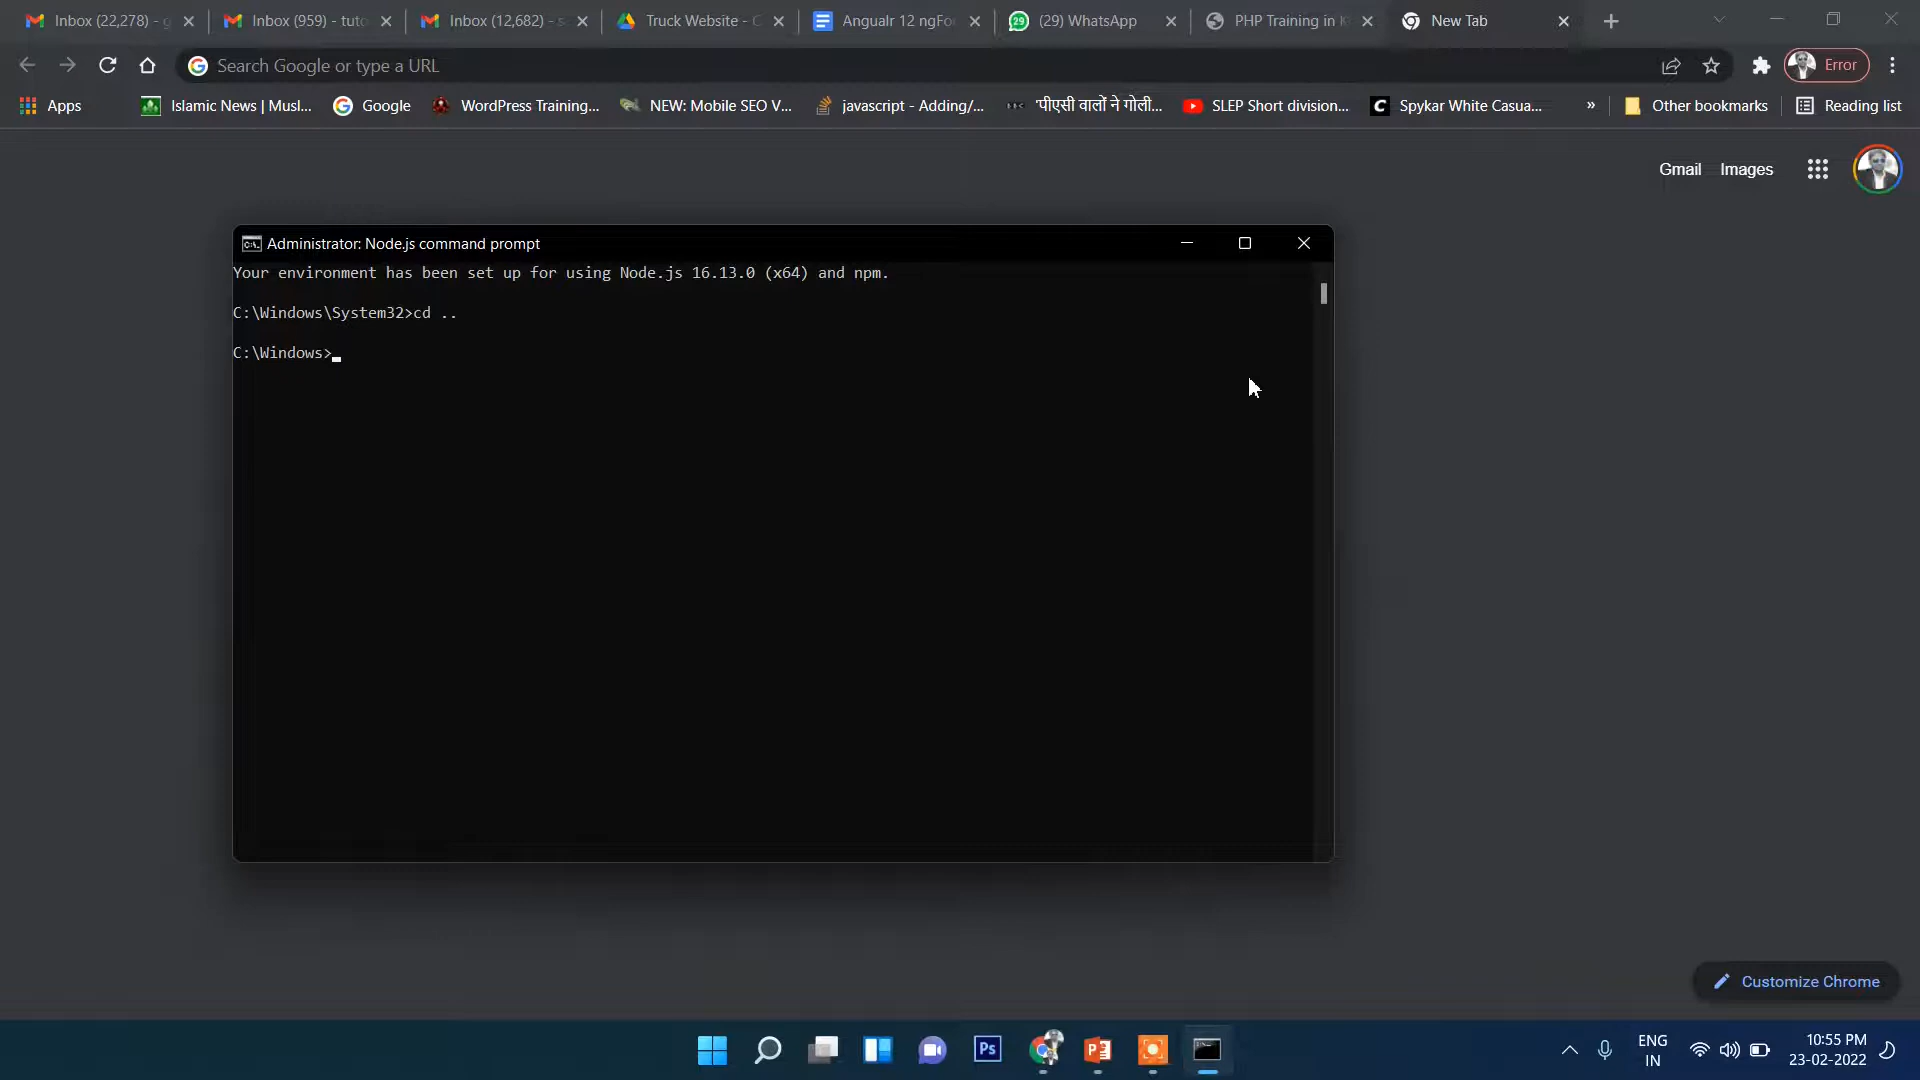 Inbox (22,278) - g
Inbox (959) - tuto
Inbox (12,682) - s
Truck Website - C
Angualr 12 ngFo
(29) WhatsApp
PHP Training in K
New Tab
Search Google or type a URL
Error
Apps
Islamic News | Musl...
Google
WordPress Training...
NEW: Mobile SEO V...
javascript - Adding/...
'पीएसी वालों ने गोली...
SLEP Short division...
Spykar White Casua...
»
Other bookmarks
Reading list
Gmail
Images
Administrator: Node.js command prompt
Your environment has been set up for using Node.js 16.13.0 (x64) and npm.
C:\Windows\System32>cd ..
C:\Windows>
Customize Chrome
Ps
ENG
IN
10:55 PM
23-02-2022